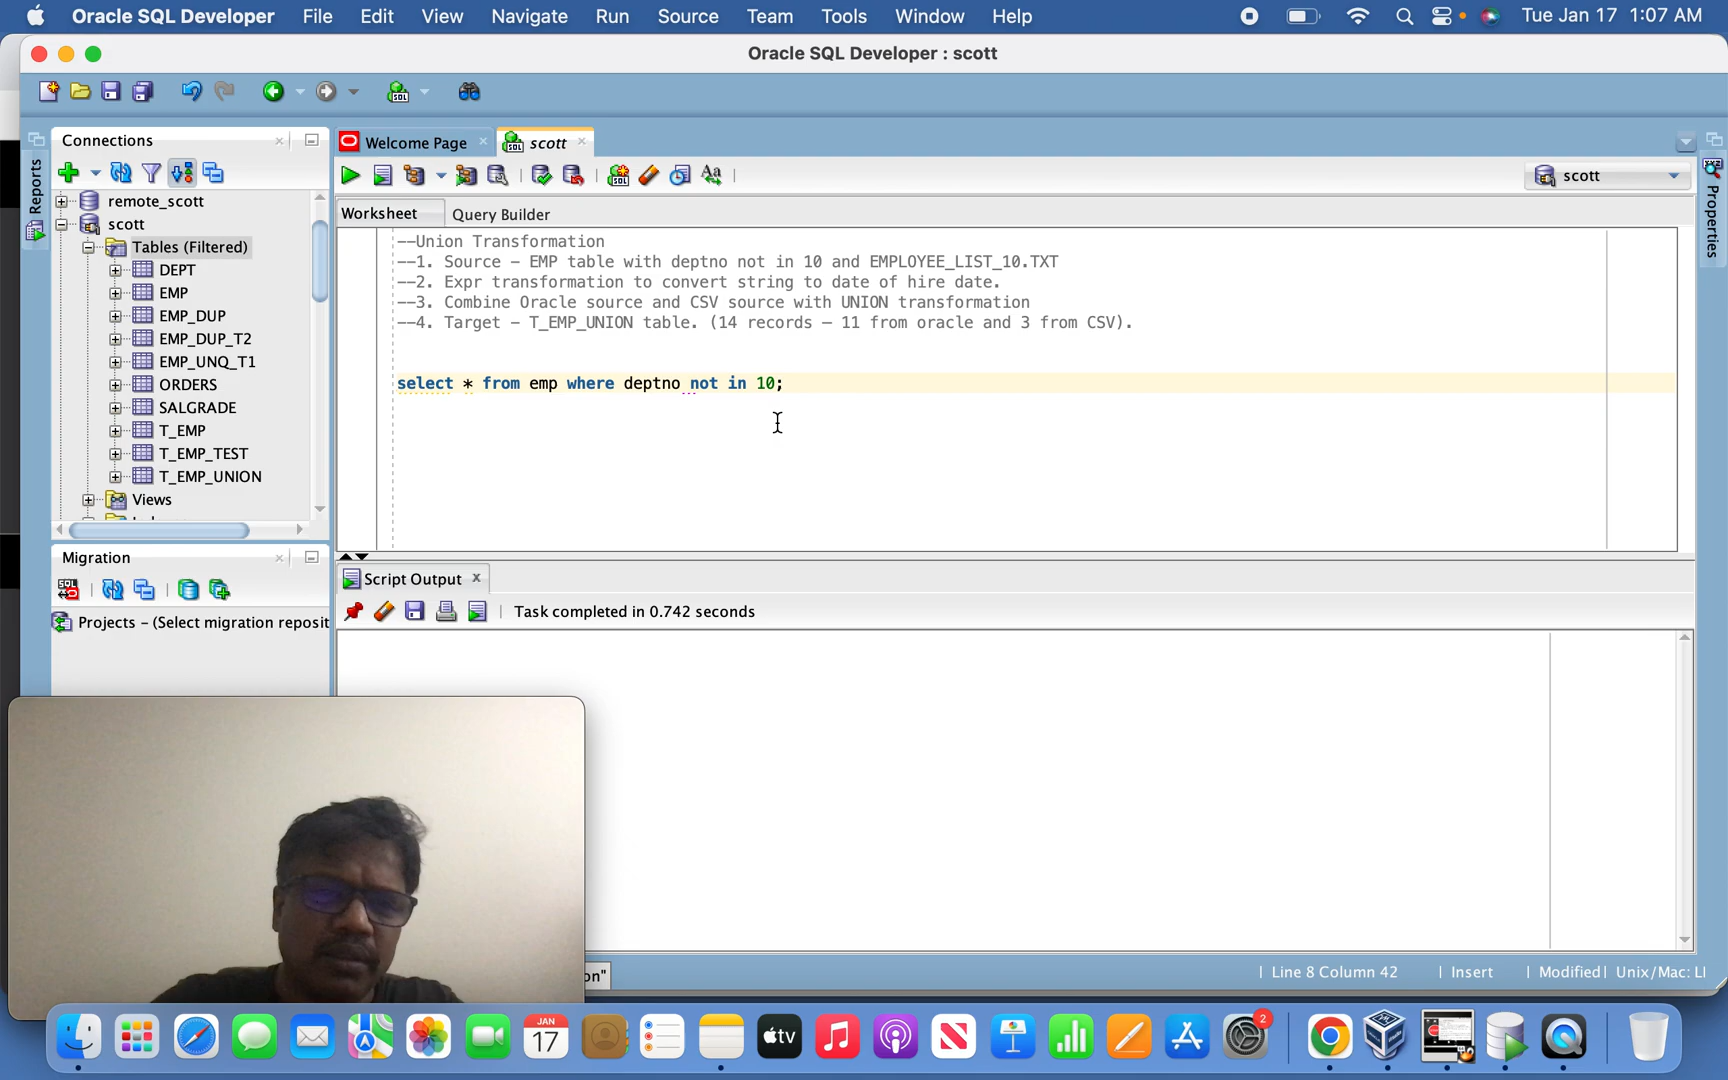 Oracle SQL Developer File Edit View Navigate Run Source Team Tools Window Help Tue Jan 17 1:07 AM
Oracle SQL Developer : scott
Reports
Connections
remote_scott
scott
Tables (Filtered)
DEPT
EMP
EMP_DUP
EMP_DUP_T2
EMP_UNQ_T1
ORDERS
SALGRADE
T_EMP
T_EMP_TEST
T_EMP_UNION
Views
Migration
Projects - (Select migration reposit
Welcome Page
scott
scott
Properties
Worksheet Query Builder
--Union Transformation
--1. Source - EMP table with deptno not in 10 and EMPLOYEE_LIST_10.TXT
--2. Expr transformation to convert string to date of hire date.
--3. Combine Oracle source and CSV source with UNION transformation
--4. Target - T_EMP_UNION table. (14 records - 11 from oracle and 3 from CSV).
select * from emp where deptno not in 10;
Script Output
Task completed in 0.742 seconds
on"
Line 8 Column 42 Insert Modified Unix/Mac: LI
JAN
17
tv
2